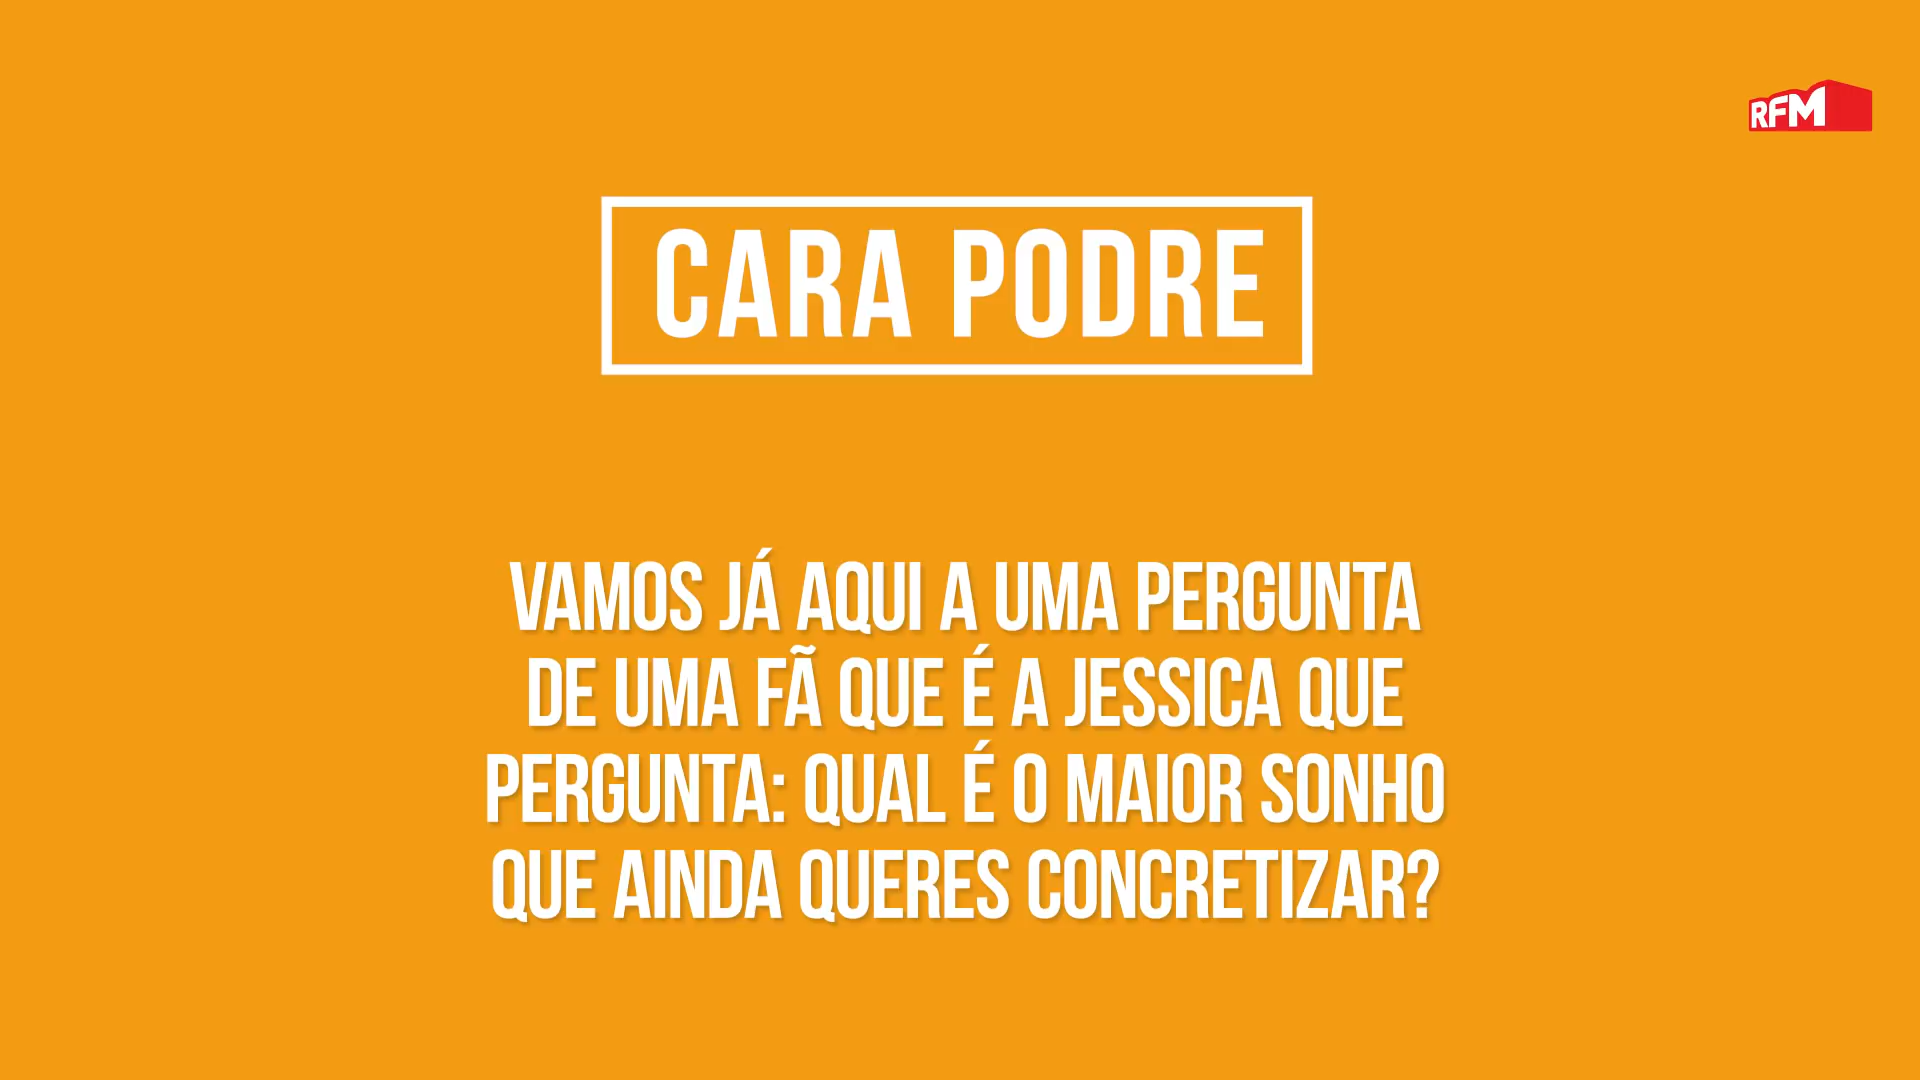 RFM
CARA PODRE
VAMOS JÁ AQUI A UMA PERGUNTA
DE UMA FÃ QUE É A JESSICA QUE
PERGUNTA: QUAL É O MAIOR SONHO
QUE AINDA QUERES CONCRETIZAR?